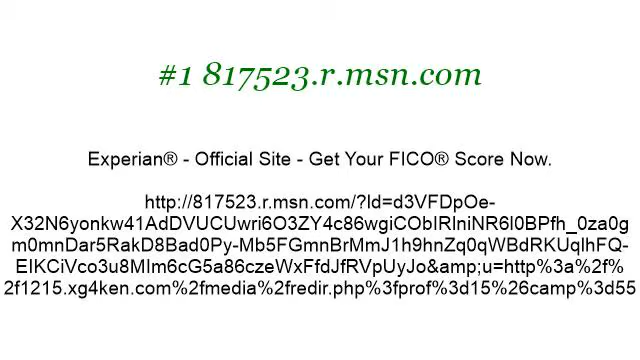 #1 817523.r.msn.com
Experian® - Official Site - Get Your FICO® Score Now.
http://817523.r.msn.com/?ld=d3VFDpOe-
X32N6yonkw41AdDVUCUwri6O3ZY4c86wgiCObIRlniNR6l0BPfh_0za0g
m0mnDar5RakD8Bad0Py-Mb5FGmnBrMmJ1h9hnZq0qWBdRKUqlhFQ-
EIKCiVco3u8MIm6cG5a86czeWxFfdJfRVpUyJo&amp;u=http%3a%2f%
2f1215.xg4ken.com%2fmedia%2fredir.php%3fprof%3d15%26camp%3d55